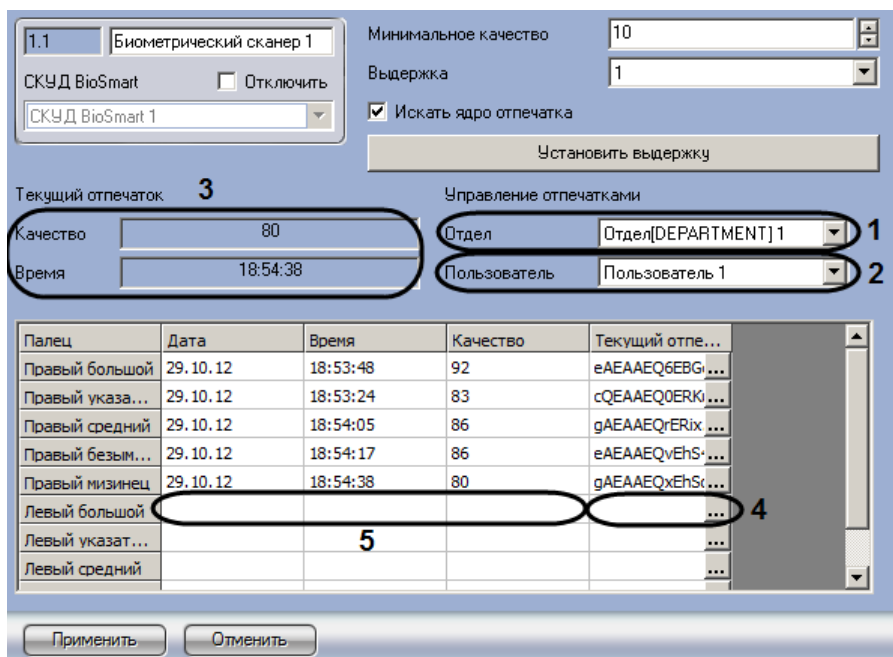 1.1 Биометрический сканер 1
СКУД BioSmart Отключить
СКУД BioSmart 1
Минимальное качество 10
Выдержка 1
Искать ядро отпечатка
Установить выдержку
Текущий отпечаток 3
Качество 80
Время 18:54:38
Управление отпечатками
Отдел Отдел[DEPARTMENT] 1 1
Пользователь Пользователь 1 2
Палец Дата Время Качество Текущий отпе...
Правый большой 29.10.12 18:53:48 92 ...
Правый указа... 29.10.12 18:53:24 83 ...
Правый средний 29.10.12 18:54:05 86 ...
Правый безым... 29.10.12 18:54:17 86 ...
Правый мизинец 29.10.12 18:54:38 80 ...
Левый большой ... 4
Левый указат... 5 ...
Левый средний ...
Применить Отменить